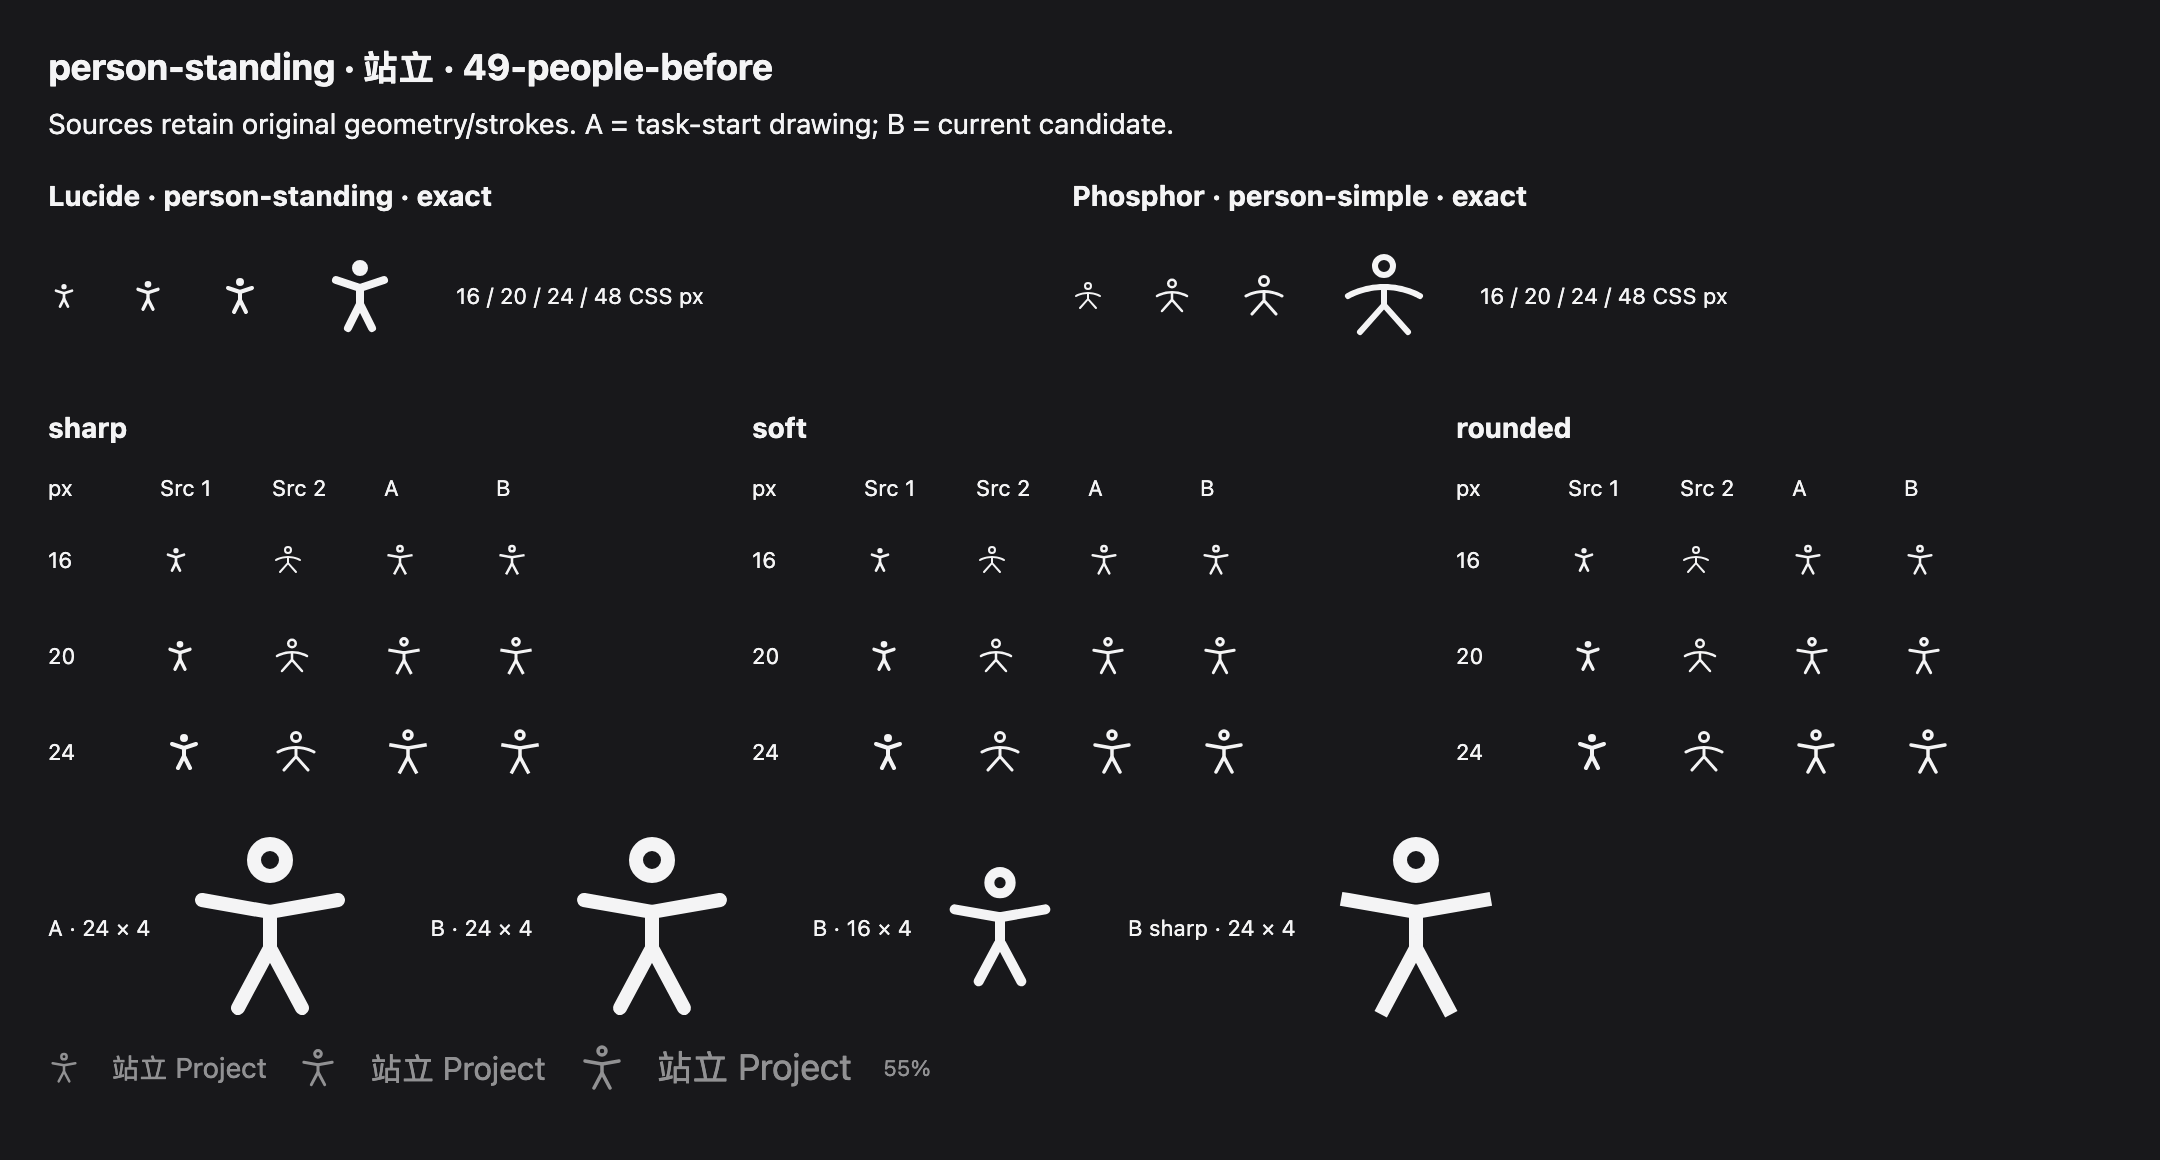 person-standing · 站立 · 49-people-before
Sources retain original geometry/strokes. A = task-start drawing; B = current candidate.
Lucide · person-standing · exact
16 / 20 / 24 / 48 CSS px
Phosphor · person-simple · exact
16 / 20 / 24 / 48 CSS px
sharp
px Src 1 Src 2 A B
16
20
24
soft
px Src 1 Src 2 A B
16
20
24
rounded
px Src 1 Src 2 A B
16
20
24
A · 24 × 4
B · 24 × 4
B · 16 × 4
B sharp · 24 × 4
站立 Project 站立 Project 站立 Project 55%